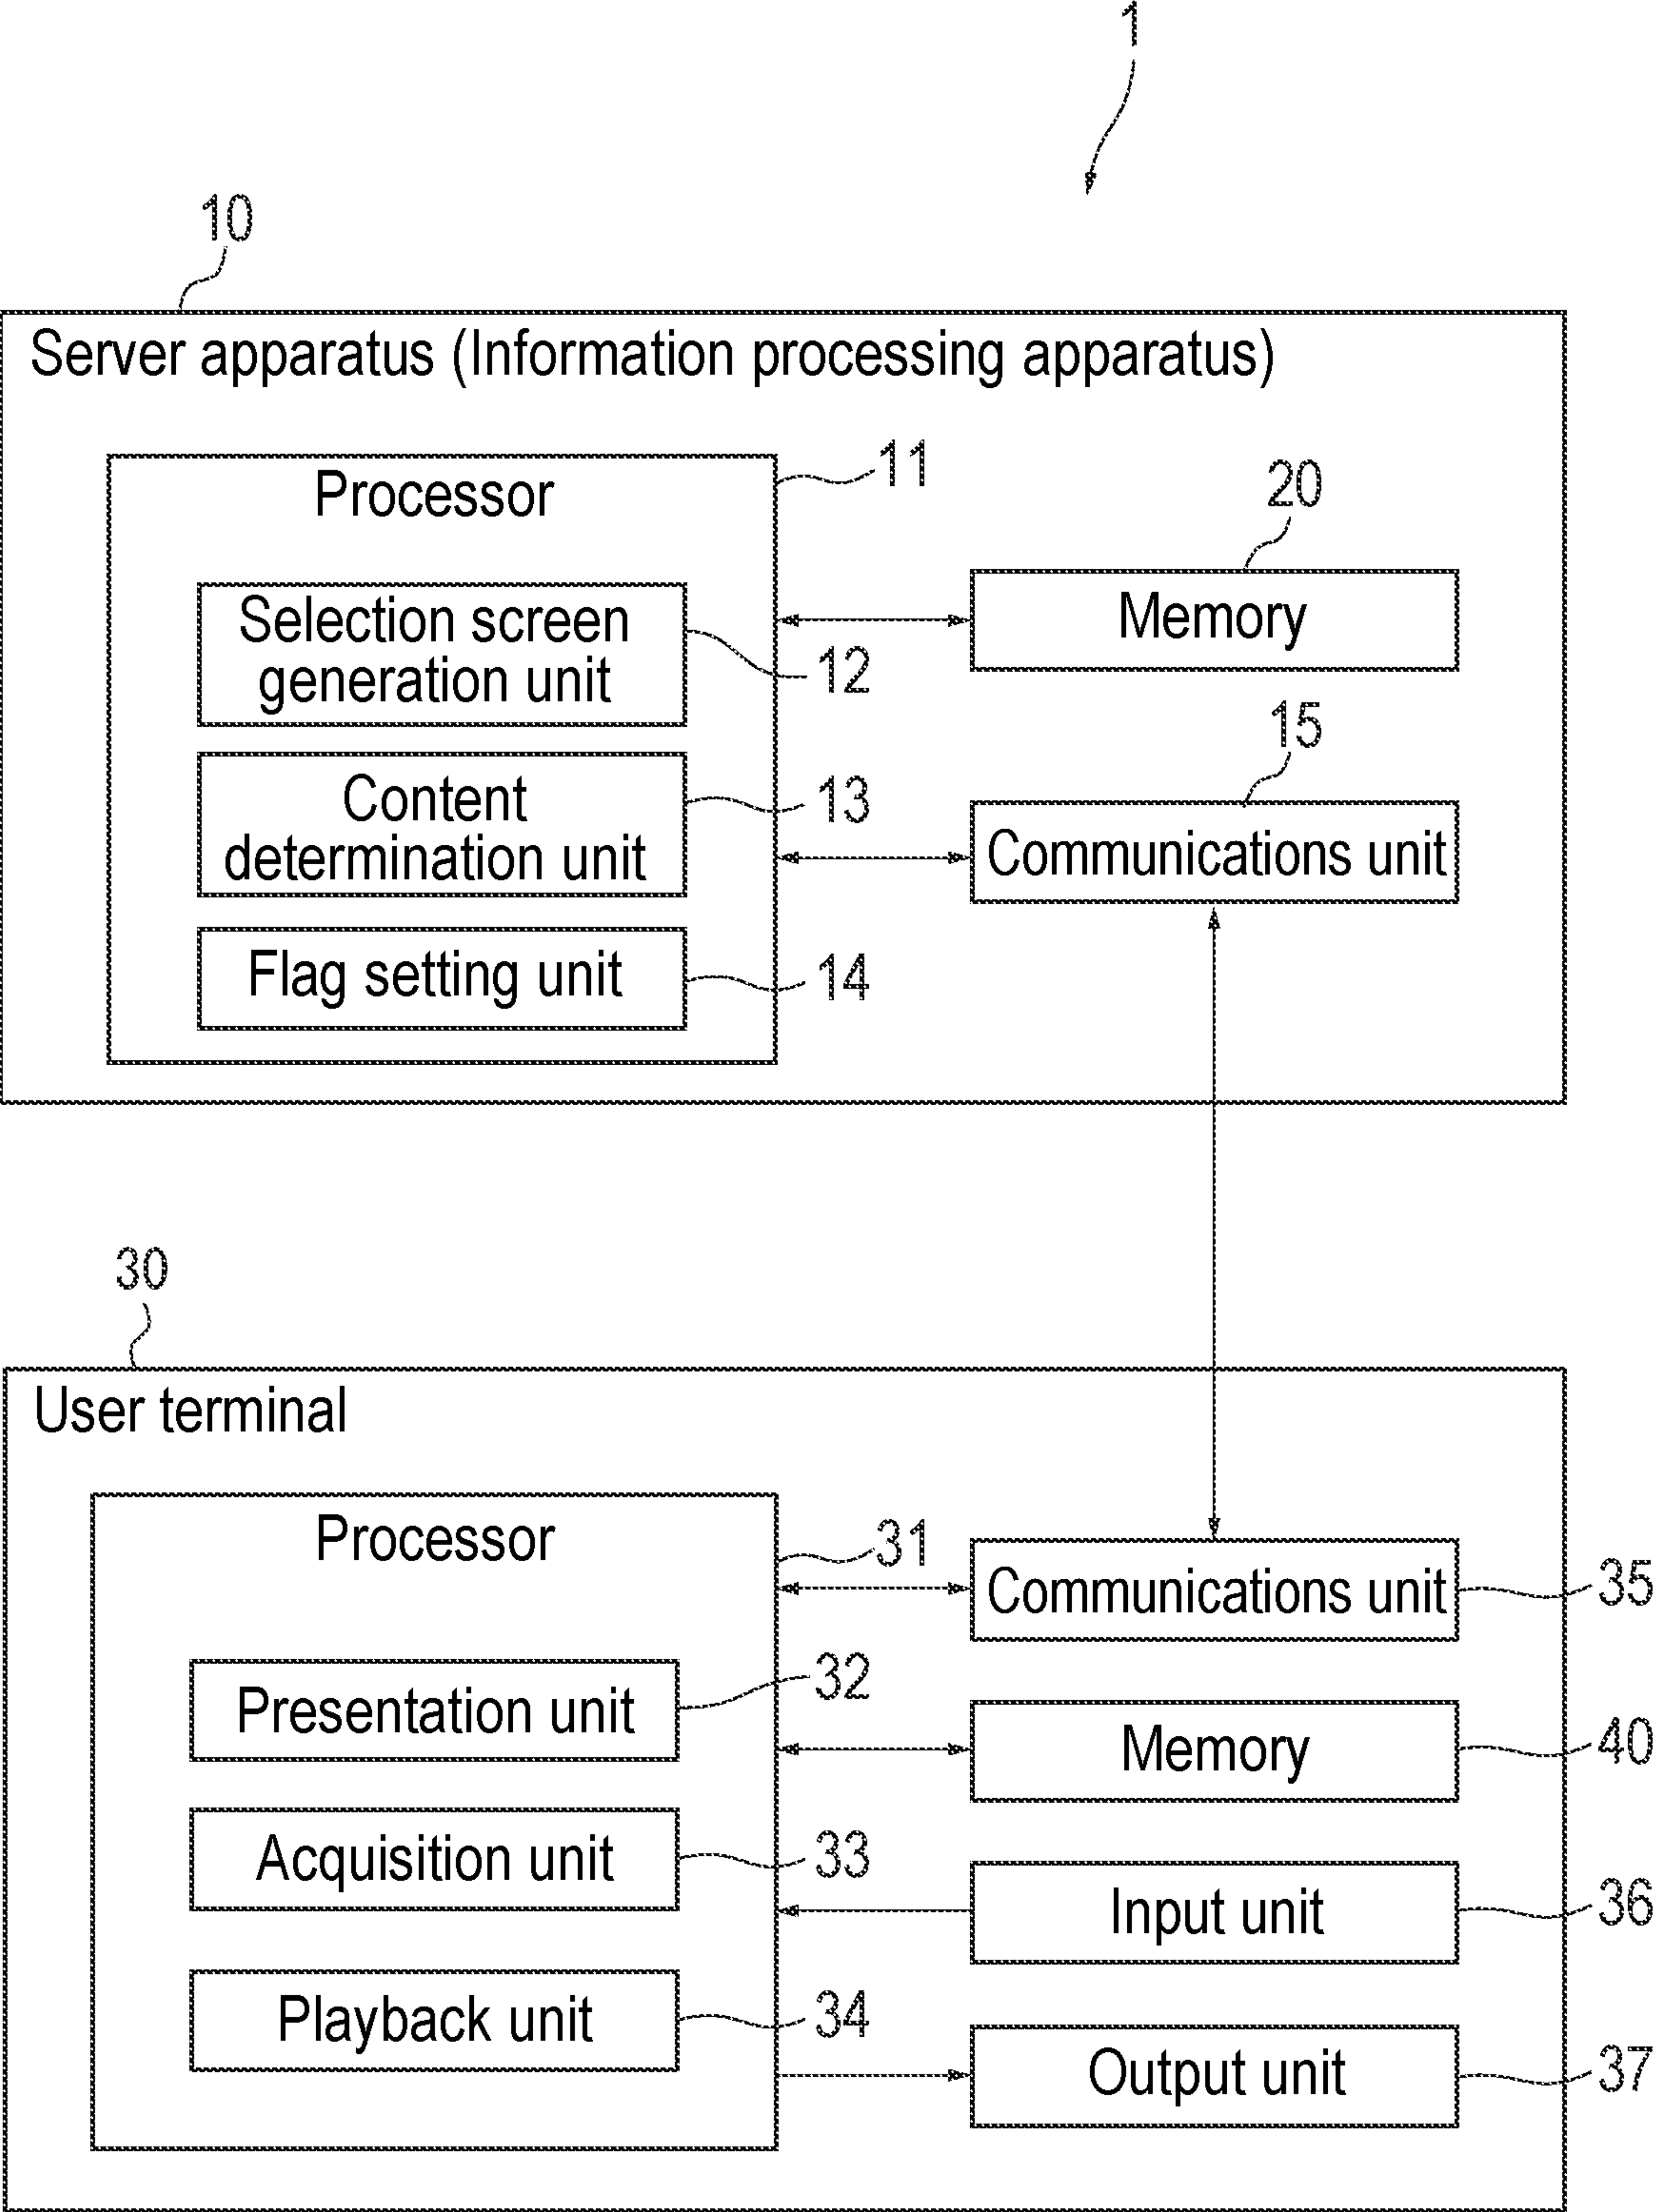 1
10
Server apparatus (Information processing apparatus)
Processor
11
20
Memory
Selection screen
generation unit
12
15
Content
determination unit
13
Communications unit
Flag setting unit
14
30
User terminal
Processor
31
Communications unit
35
Presentation unit
32
Memory
40
Acquisition unit
33
Input unit
36
Playback unit
34
Output unit
37